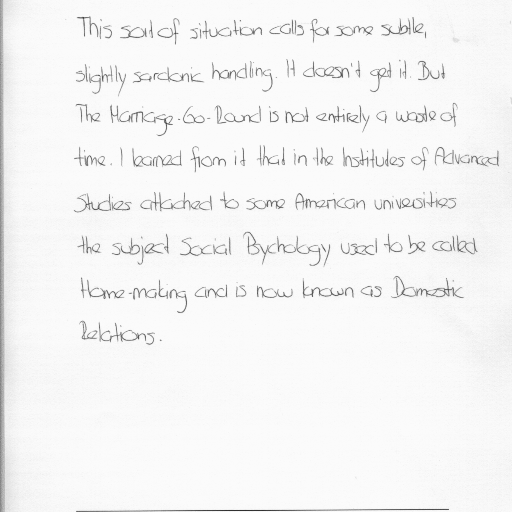 This sort of situation calls for some subtle,
slightly sardonic handling. It doesn't get it. But
The Marriage-Go-Round is not entirely a waste of
time. I learned from it that in the Institutes of Advanced
Studies attached to some American universities
the subject Social Psychology used to be called
Home-making and is now known as Domestic
Relations.